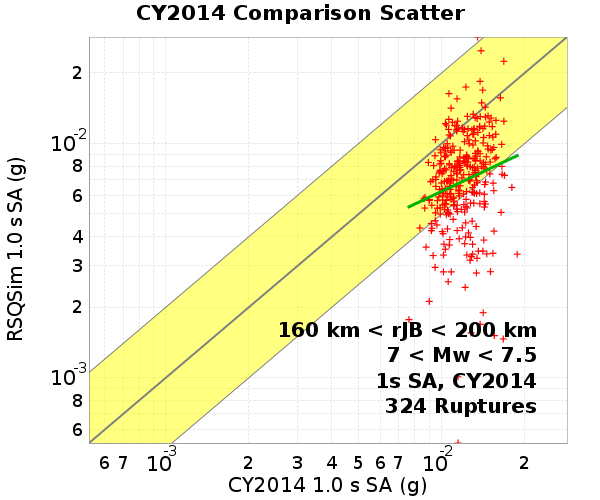 CY2014 Comparison Scatter
RSQSim 1.0 s SA (g)
2
10-2
8
6
4
3
2
10-3
8
6
160 km < rJB < 200 km
7 < Mw < 7.5
1s SA, CY2014
324 Ruptures
6 7 10-3 2 3 4 5 6 7 10-2 2
CY2014 1.0 s SA (g)